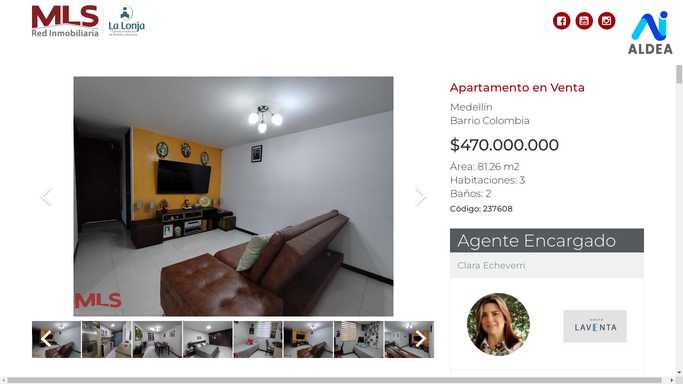 MLS
Red Inmobiliaria
La Lonja
ALDEA
Apartamento en Venta
Medellín
Barrio Colombia
$470.000.000
Área: 81.26 m2
Habitaciones: 3
Baños: 2
Código: 237608
Agente Encargado
Clara Echeverri
LAVENTA
MLS